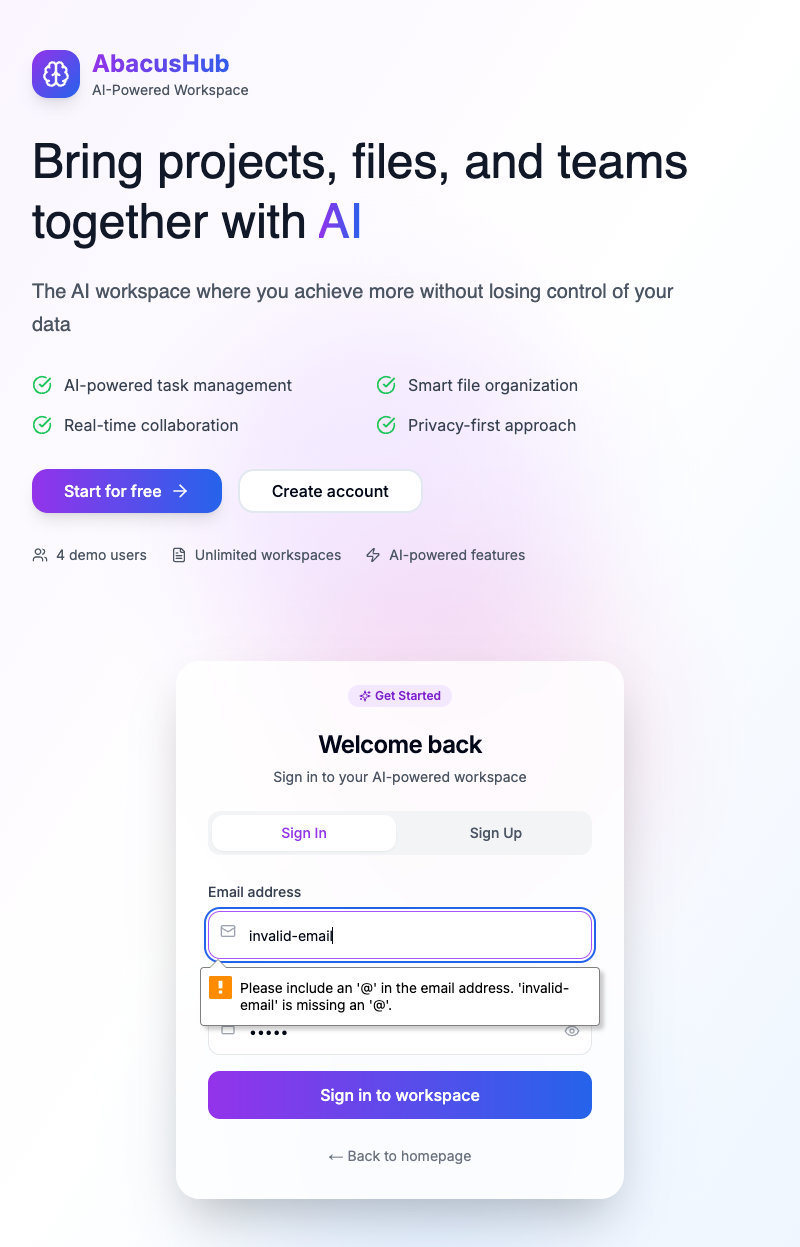 AbacusHub
AI-Powered Workspace
Bring projects, files, and teams
together with AI
The AI workspace where you achieve more without losing control of your
data
AI-powered task management
Smart file organization
Real-time collaboration
Privacy-first approach
Start for free →
Create account
4 demo users
Unlimited workspaces
AI-powered features
Get Started
Welcome back
Sign in to your AI-powered workspace
Sign In
Sign Up
Email address
invalid-email
Please include an '@' in the email address. 'invalid-
email' is missing an '@'.
•••••
Sign in to workspace
← Back to homepage